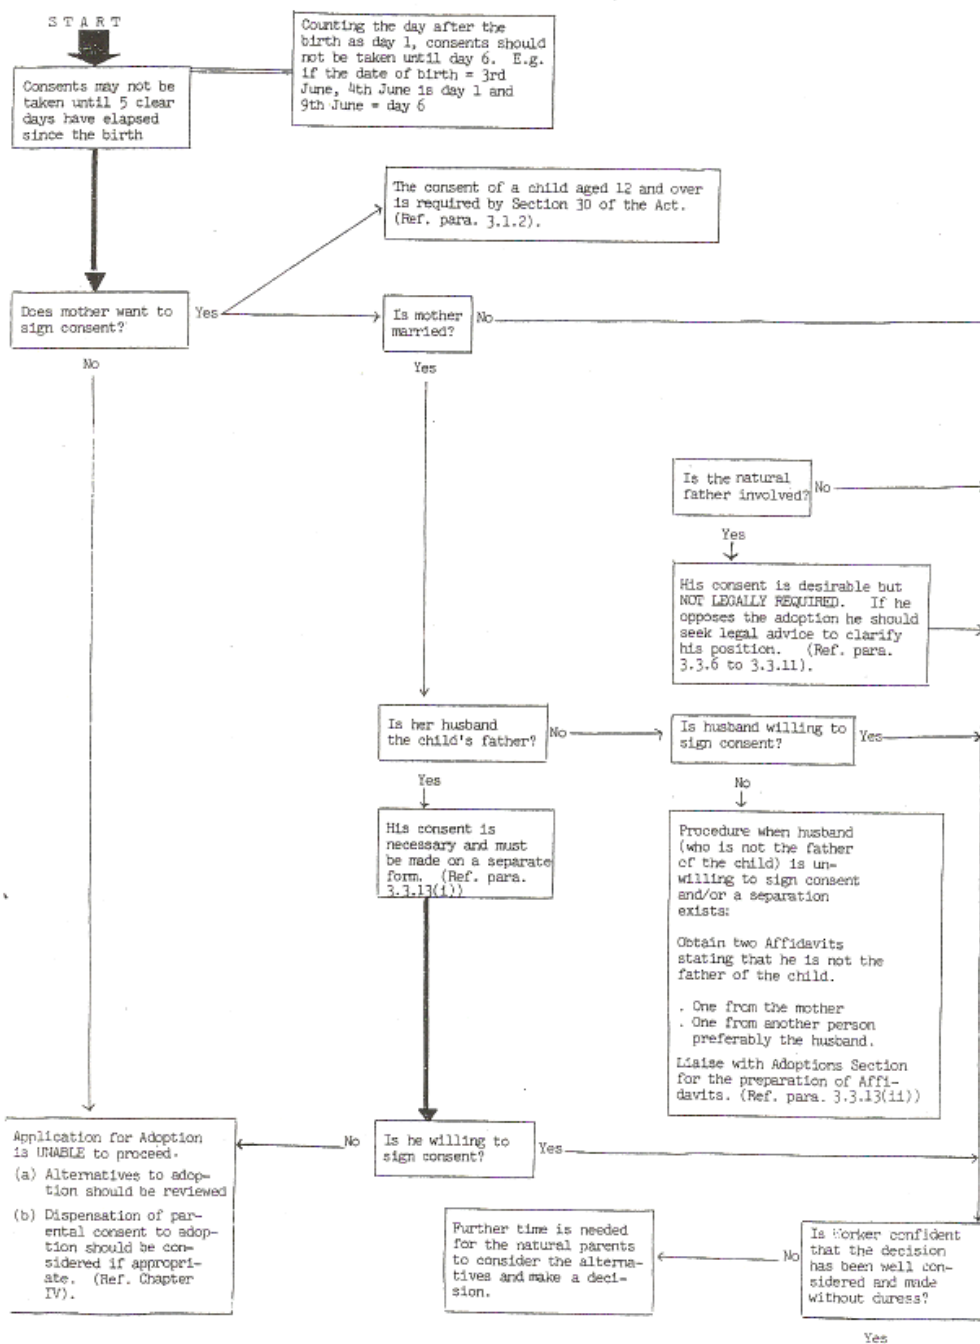 S T A R T
Counting the day after the
birth as day 1, consents should
not be taken until day 6. E.g.
if the date of birth = 3rd
June, 4th June is day 1 and
9th June = day 6
Consents may not be
taken until 5 clear
days have elapsed
since the birth
The consent of a child aged 12 and over
is required by Section 30 of the Act.
(Ref. para. 3.1.2).
Does mother want to
sign consent?
Yes
Is mother
married?
No
No
Yes
Is the natural
father involved?
No
Yes
His consent is desirable but
NOT LEGALLY REQUIRED. If he
opposes the adoption he should
seek legal advice to clarify
his position. (Ref. para.
3.3.6 to 3.3.11).
Is her husband
the child's father?
No
Is husband willing to
sign consent?
Yes
Yes
No
His consent is
necessary and must
be made on a separate
form. (Ref. para.
3.3.13(i))
Procedure when husband
(who is not the father
of the child) is un-
willing to sign consent
and/or a separation
exists:
Obtain two Affidavits
stating that he is not the
father of the child.
. One from the mother
. One from another person
preferably the husband.
Liaise with Adoptions Section
for the preparation of Affi-
davits. (Ref. para. 3.3.13(ii))
Application for Adoption
is UNABLE to proceed.
(a) Alternatives to adop-
tion should be reviewed
(b) Dispensation of par-
ental consent to adop-
tion should be con-
sidered if appropri-
ate. (Ref. Chapter
IV).
No
Is he willing to
sign consent?
Yes
Further time is needed
for the natural parents
to consider the alterna-
tives and make a deci-
sion.
No
Is Worker confident
that the decision
has been well con-
sidered and made
without duress?
Yes